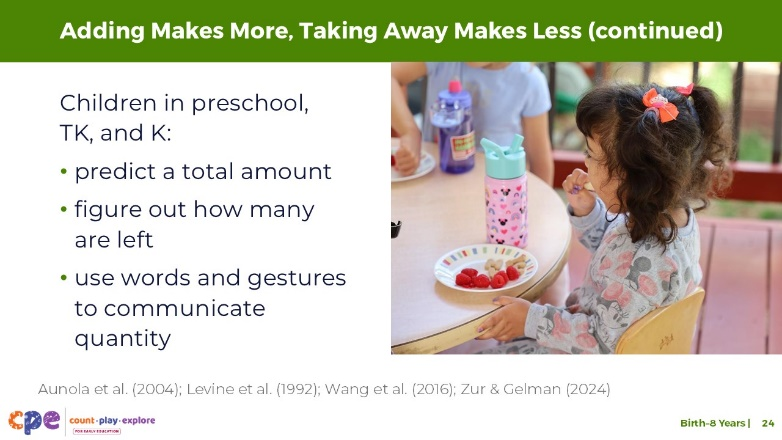 Adding Makes More, Taking Away Makes Less (continued)
Children in preschool,
TK, and K:
• predict a total amount
• figure out how many
are left
• use words and gestures
to communicate
quantity
Aunola et al. (2004); Levine et al. (1992); Wang et al. (2016); Zur & Gelman (2024)
cpe
count·play·explore
FOR EARLY EDUCATION
Birth–8 Years | 24